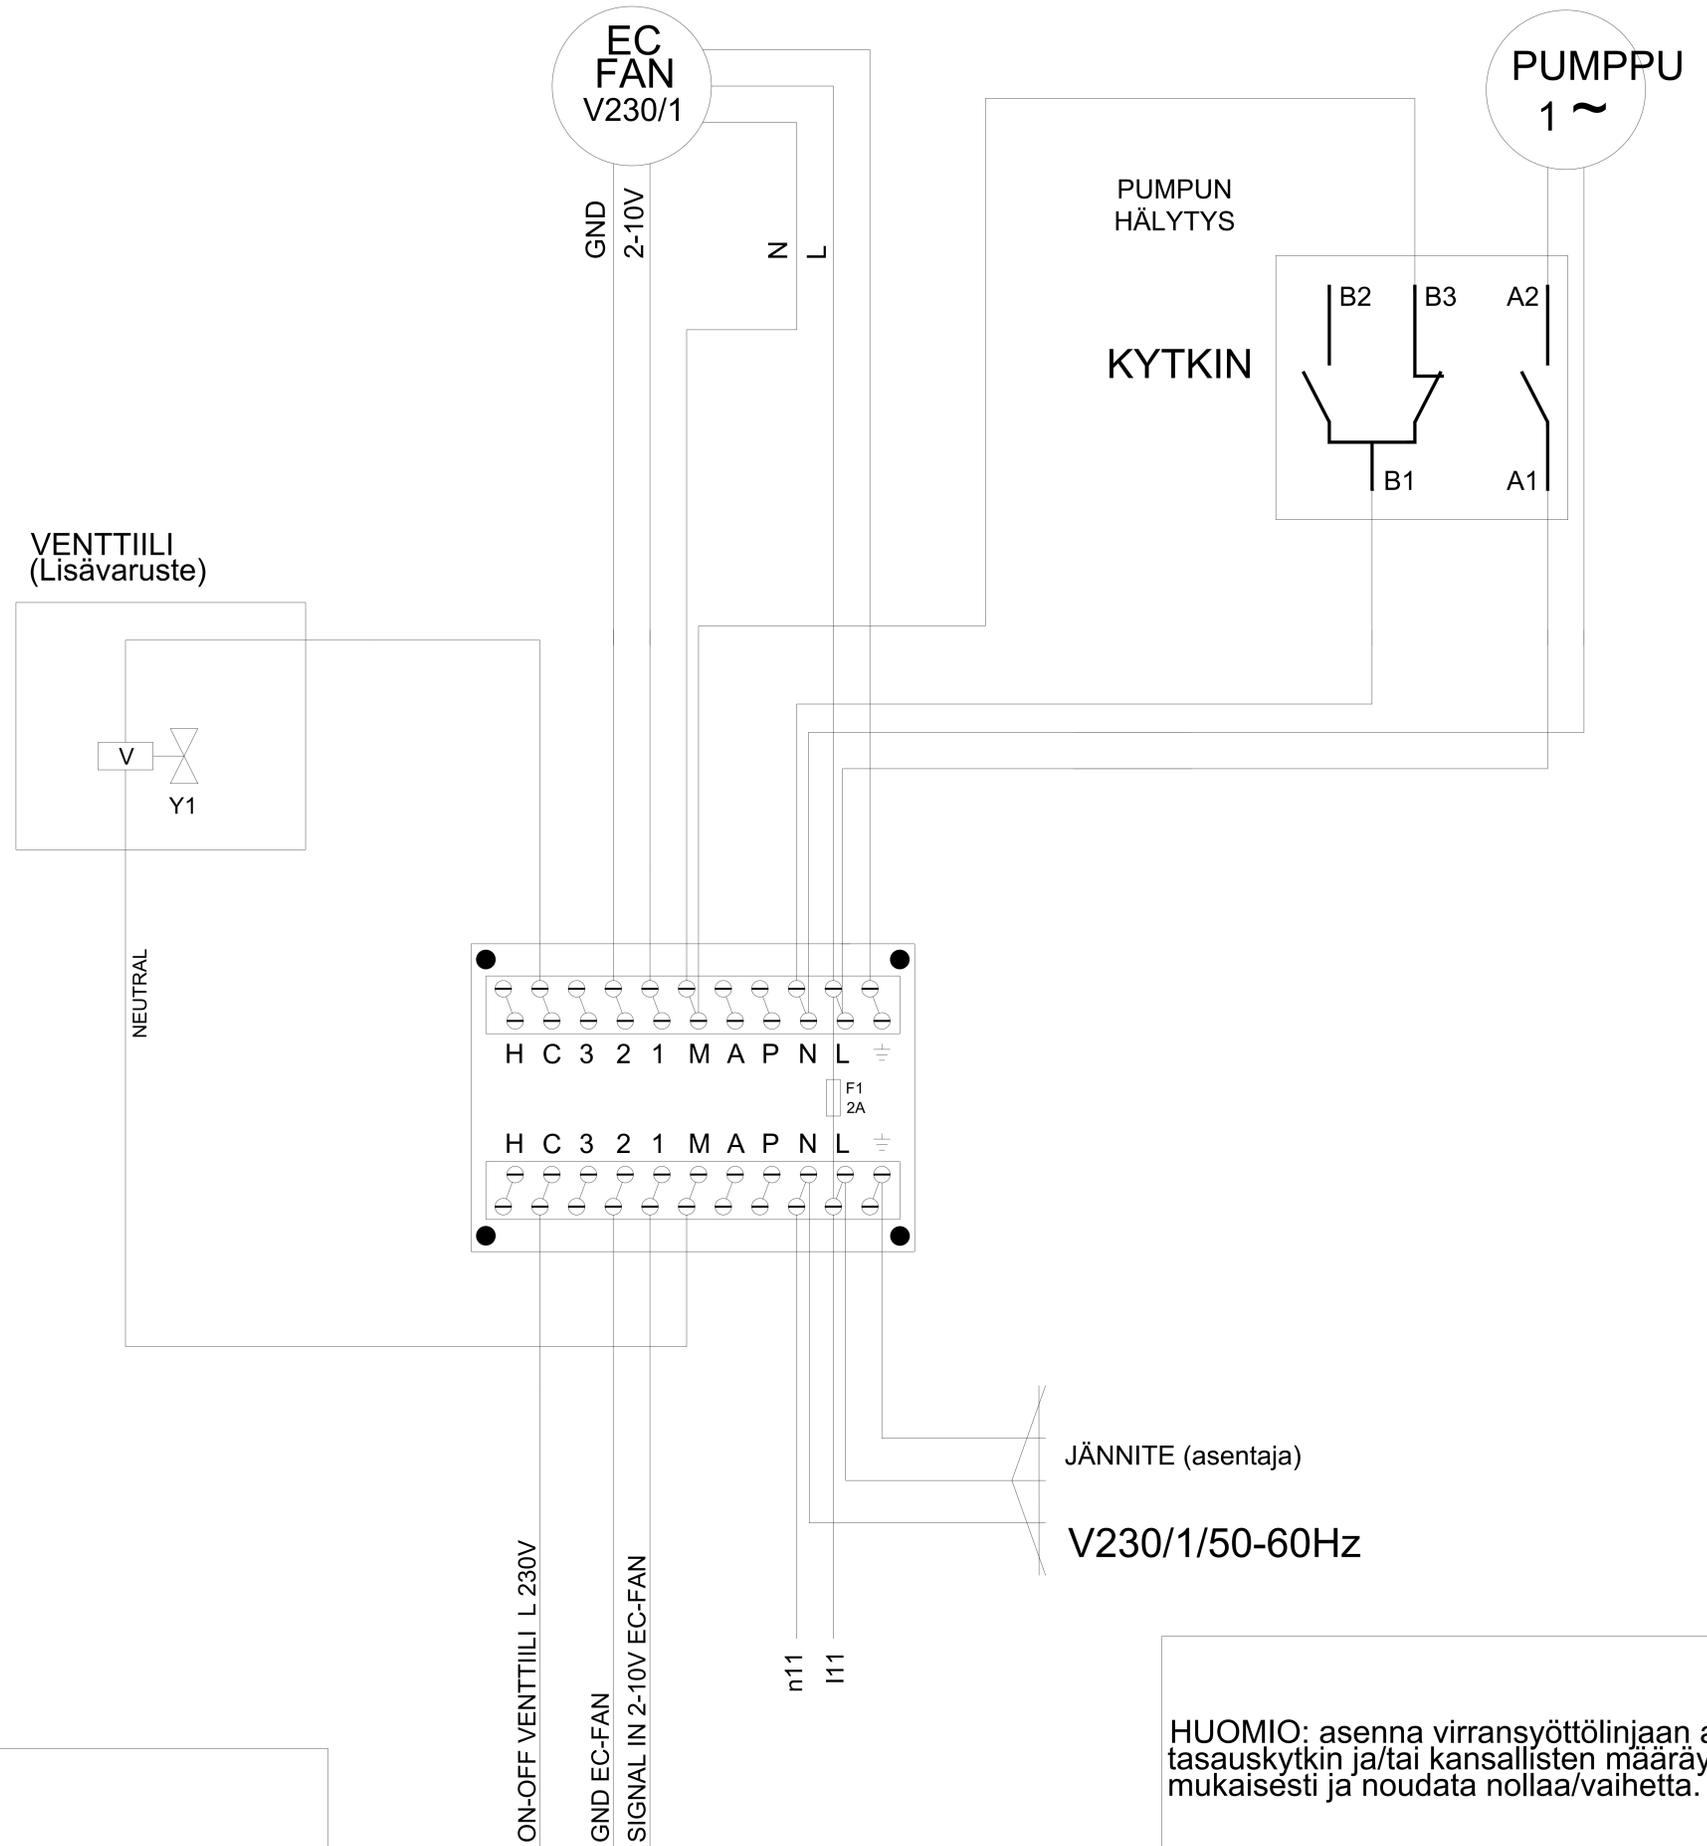 EC
FAN
V230/1
PUMPPU
1 ~
GND
2-10V
N
L
PUMPUN
HÄLYTYS
B2
B3
A2
KYTKIN
B1
A1
VENTTIILI
(Lisävaruste)
V
Y1
NEUTRAL
H C 3 2 1 M A P N L
F1
2A
H C 3 2 1 M A P N L
JÄNNITE (asentaja)
V230/1/50-60Hz
ON-OFF VENTTIILI L 230V
GND EC-FAN
SIGNAL IN 2-10V EC-FAN
n11
l11
HUOMIO: asenna virransyöttölinjaan
tasauskytkin ja/tai kansallisten
mukaisesti ja noudata nollaa/vaihetta.